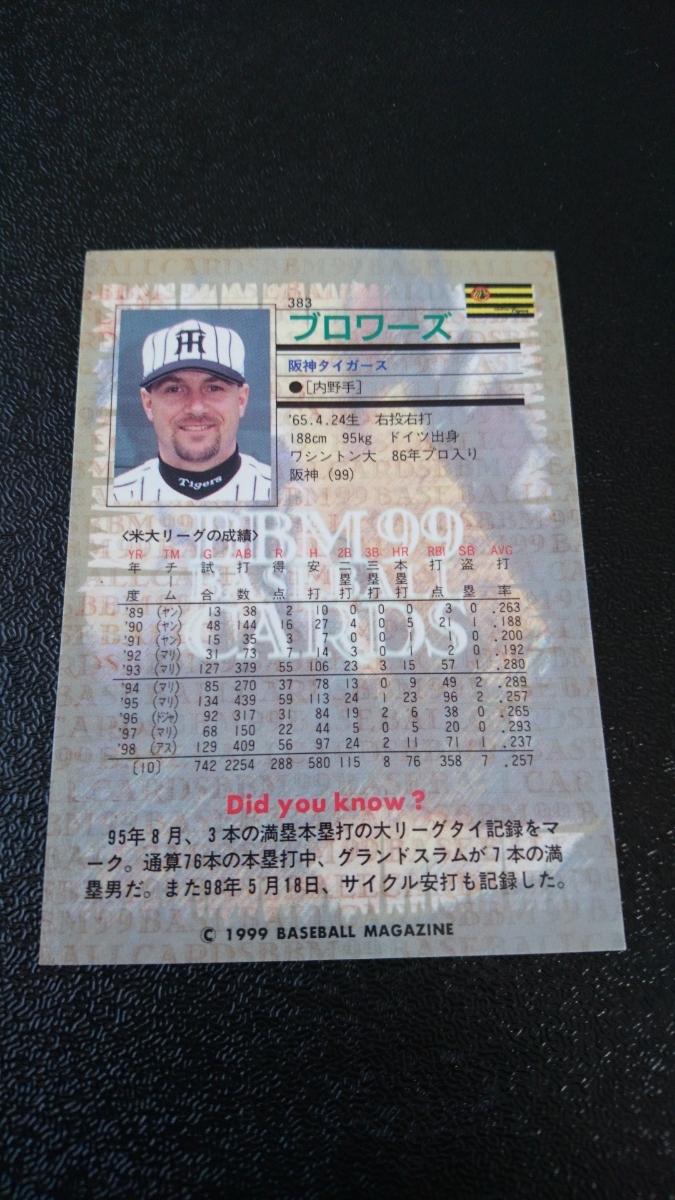 383
ブロワーズ
阪神タイガース
●[内野手]
'65.4.24生 右投右打
188cm 95kg ドイツ出身
ワシントン大 86年プロ入り
阪神(99)
Tigers
〈米大リーグの成績〉
YR TM G AB R H 2B 3B HR RBI SB AVG
年度 チーム 試合 打数 得点 安打 二塁打 三塁打 本塁打 打点 盗塁 打率
'89 (ヤン) 13 38 2 10 0 0 0 3 0 .263
'90 (ヤン) 48 144 16 27 4 0 5 21 1 .188
'91 (ヤン) 15 35 3 7 0 0 1 1 0 .200
'92 (マリ) 31 73 7 14 3 0 1 2 0 .192
'93 (マリ) 127 379 55 106 23 3 15 57 1 .280
'94 (マリ) 85 270 37 78 13 0 9 49 2 .289
'95 (マリ) 134 439 59 113 24 1 23 96 2 .257
'96 (ドジャ) 92 317 31 84 19 2 6 38 0 .265
'97 (マリ) 68 150 22 44 5 0 5 20 0 .293
'98 (アス) 129 409 56 97 24 2 11 71 1 .237
[10] 742 2254 288 580 115 8 76 358 7 .257
BBM 99
BASEBALL
CARDS
Did you know?
95年8月、3本の満塁本塁打の大リーグタイ記録をマ
ーク。通算76本の本塁打中、グランドスラムが7本の満
塁男だ。また98年5月18日、サイクル安打も記録した。
© 1999 BASEBALL MAGAZINE